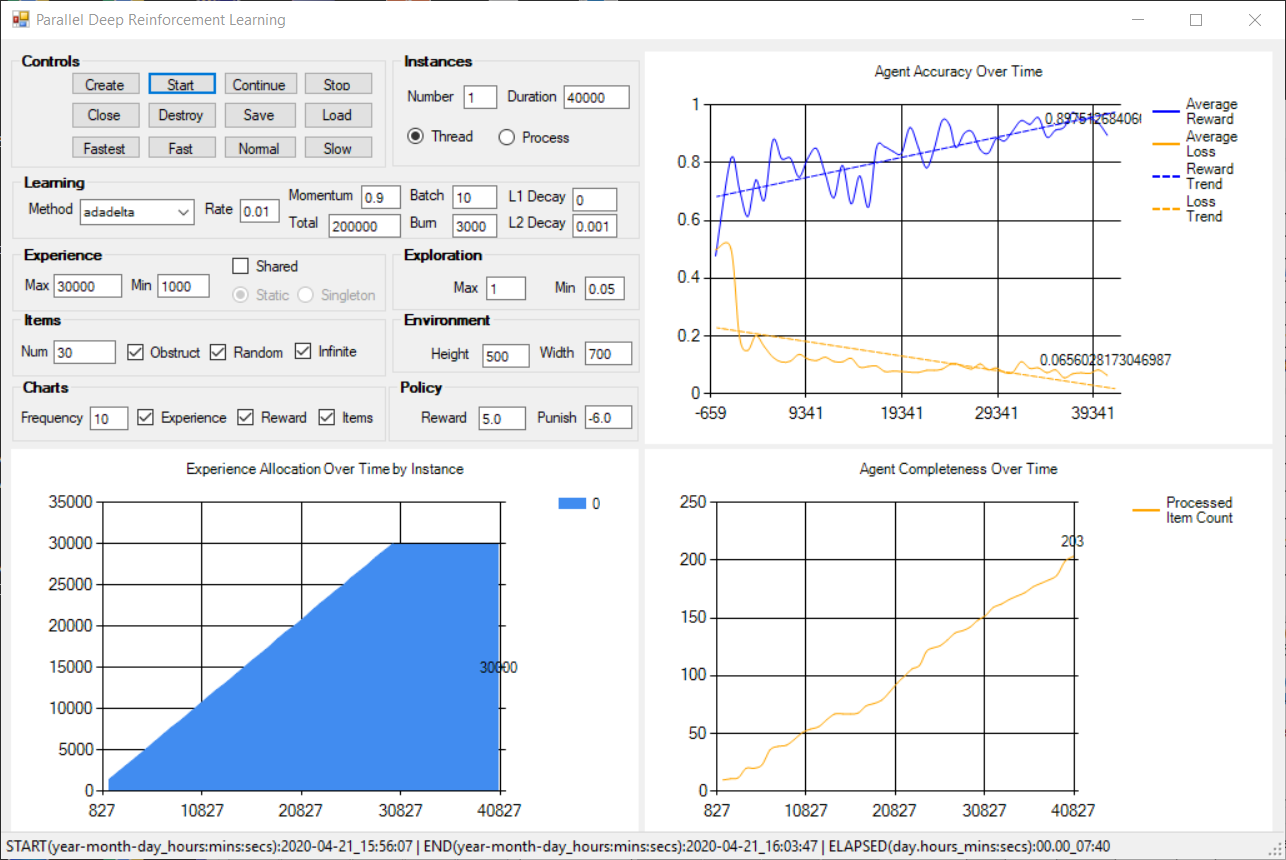 Parallel Deep Reinforcement Learning
Controls
Create Start Continue Stop
Close Destroy Save Load
Fastest Fast Normal Slow
Instances
Number 1 Duration 40000
Thread Process
Learning
Method adadelta Rate 0.01 Momentum 0.9 Batch 10 L1 Decay 0
Total 200000 Burn 3000 L2 Decay 0.001
Experience
Max 30000 Min 1000 Shared
Static Singleton
Exploration
Max 1 Min 0.05
Items
Num 30 Obstruct Random Infinite
Environment
Height 500 Width 700
Charts
Frequency 10 Experience Reward Items
Policy
Reward 5.0 Punish -6.0
Agent Accuracy Over Time
1
0.8
0.6
0.4
0.2
0
-659 9341 19341 29341 39341
0.0656028173046987
Average
Reward
Average
Loss
Reward
Trend
Loss
Trend
Experience Allocation Over Time by Instance
35000
30000
25000
20000
15000
10000
5000
0
827 10827 20827 30827 40827
30000
0
Agent Completeness Over Time
250
200
150
100
50
0
827 10827 20827 30827 40827
203
Processed
Item Count
START(year-month-day_hours:mins:secs):2020-04-21_15:56:07 | END(year-month-day_hours:mins:secs):2020-04-21_16:03:47 | ELAPSED(day.hours_mins:secs):00.00_07:40